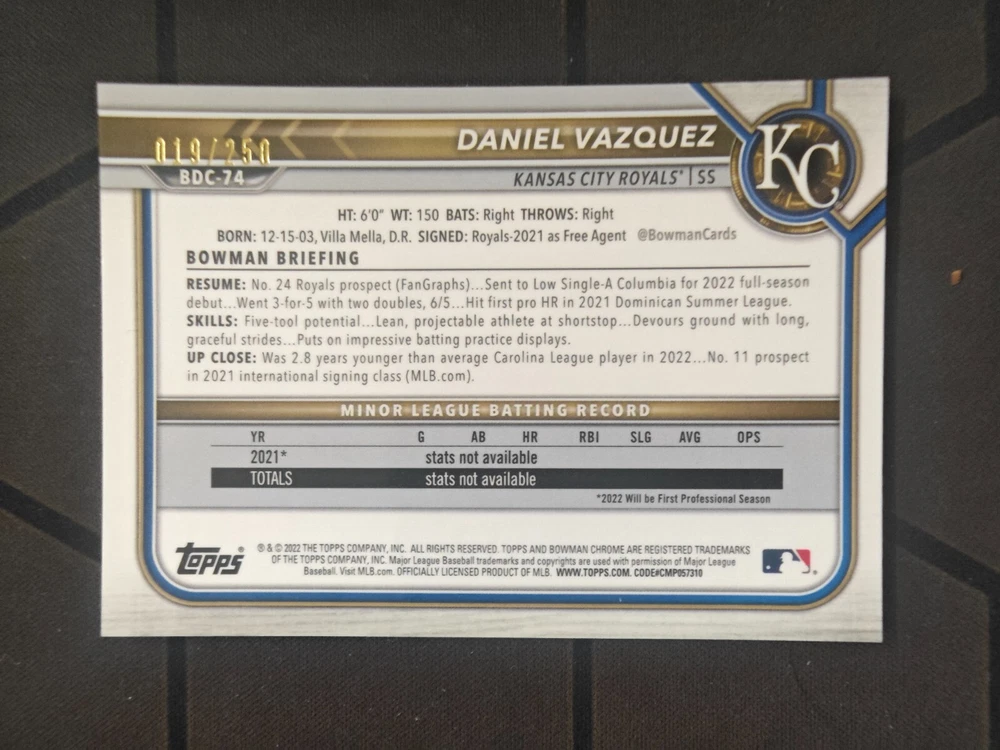 019/250
DANIEL VAZQUEZ
BDC-74
KANSAS CITY ROYALS® | SS
KC
HT: 6'0" WT: 150 BATS: Right THROWS: Right
BORN: 12-15-03, Villa Mella, D.R. SIGNED: Royals-2021 as Free Agent @BowmanCards
BOWMAN BRIEFING
RESUME: No. 24 Royals prospect (FanGraphs)...Sent to Low Single-A Columbia for 2022 full-season
debut...Went 3-for-5 with two doubles, 6/5...Hit first pro HR in 2021 Dominican Summer League.
SKILLS: Five-tool potential...Lean, projectable athlete at shortstop...Devours ground with long,
graceful strides...Puts on impressive batting practice displays.
UP CLOSE: Was 2.8 years younger than average Carolina League player in 2022...No. 11 prospect
in 2021 international signing class (MLB.com).
MINOR LEAGUE BATTING RECORD
YR G AB HR RBI SLG AVG OPS
2021* stats not available
TOTALS stats not available
*2022 Will be First Professional Season
topps
® & © 2022 THE TOPPS COMPANY, INC. ALL RIGHTS RESERVED. TOPPS AND BOWMAN CHROME ARE REGISTERED TRADEMARKS
OF THE TOPPS COMPANY, INC. Major League Baseball trademarks and copyrights are used with permission of Major League
Baseball. Visit MLB.com. OFFICIALLY LICENSED PRODUCT OF MLB. WWW.TOPPS.COM. CODE#CMP057310